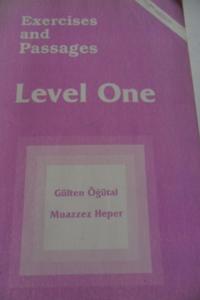 Exercises
and
Passages
Level One
Gülten Öğütal
Muazzez Heper